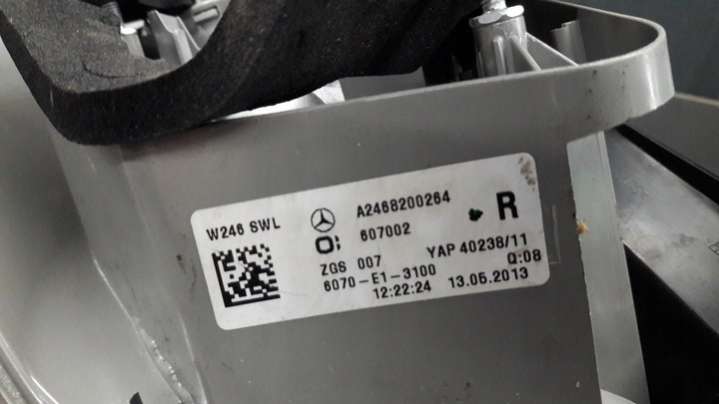 W246 SWL
A2468200264
607002
R
ZGS 007 YAP 40238/11
6070-E1-3100 Q:08
12:22:24 13.05.2013